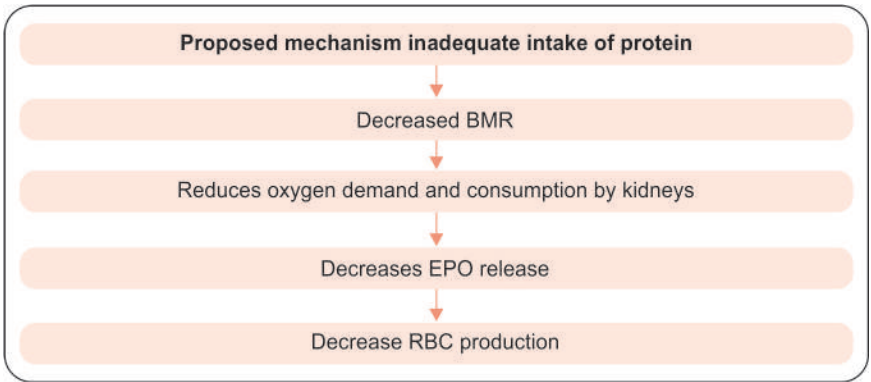 Proposed mechanism inadequate intake of protein
Decreased BMR
Reduces oxygen demand and consumption by kidneys
Decreases EPO release
Decrease RBC production